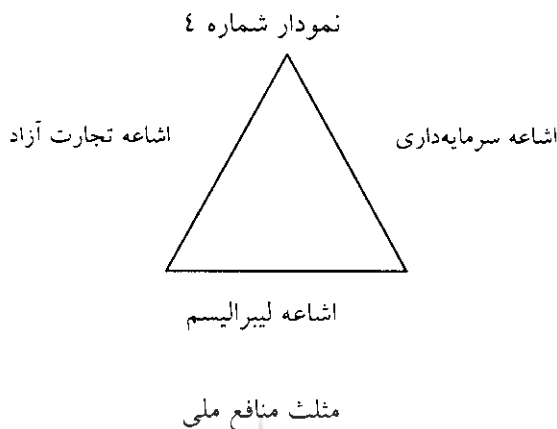 نمودار شماره ٤
اشاعه سرمایه‌داری
اشاعه تجارت آزاد
اشاعه لیبرالیسم
مثلث منافع ملی